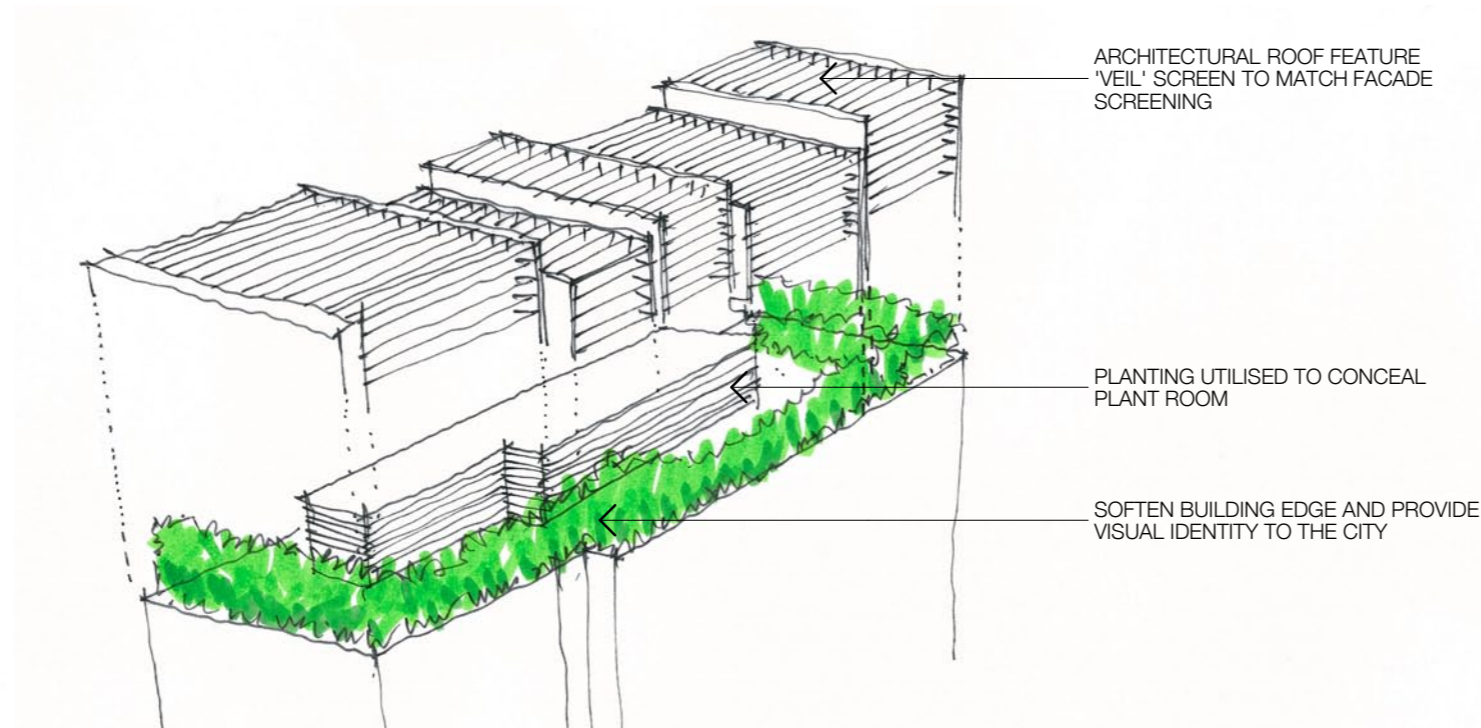 ARCHITECTURAL ROOF FEATURE
'VEIL' SCREEN TO MATCH FACADE
SCREENING
PLANTING UTILISED TO CONCEAL
PLANT ROOM
SOFTEN BUILDING EDGE AND PROVIDE
VISUAL IDENTITY TO THE CITY